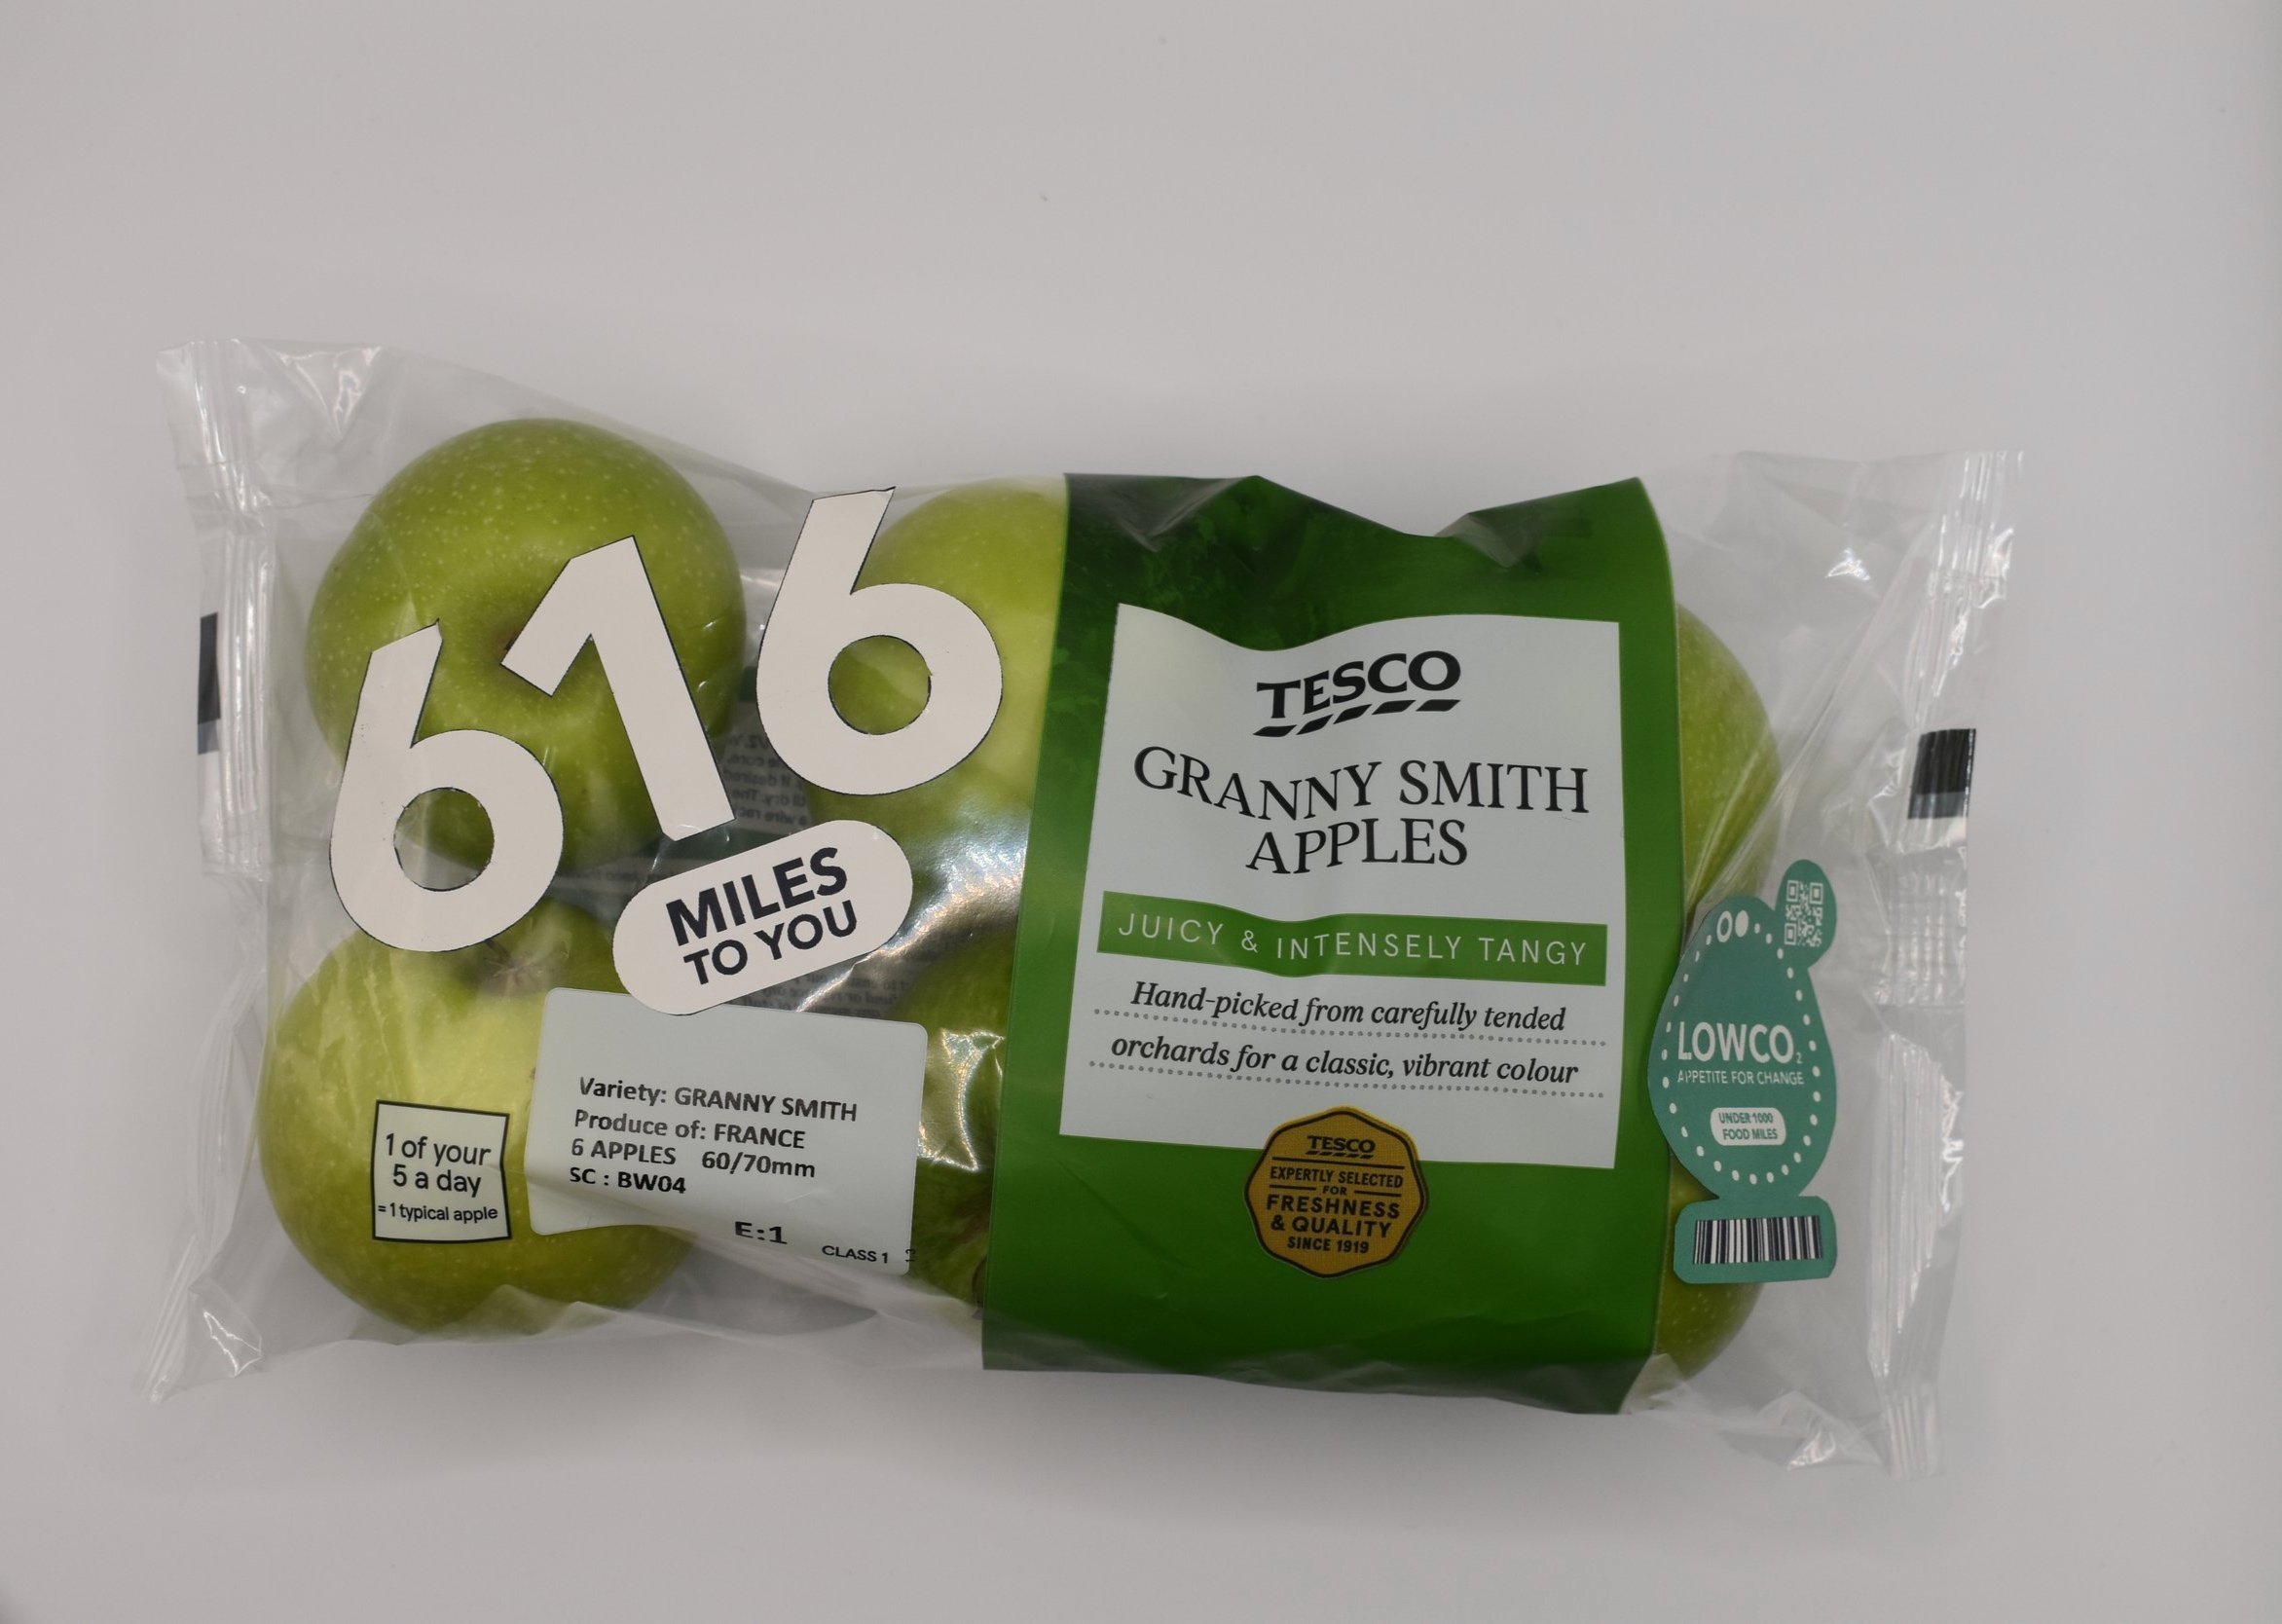 616
MILES
TO YOU
Variety: GRANNY SMITH
Produce of: FRANCE
6 APPLES 60/70mm
SC : BW04
E:1
CLASS 1
1 of your
5 a day
=1 typical apple
TESCO
GRANNY SMITH
APPLES
JUICY & INTENSELY TANGY
Hand-picked from carefully tended
orchards for a classic, vibrant colour
TESCO
EXPERTLY SELECTED
FOR
FRESHNESS
& QUALITY
SINCE 1919
LOWCO₂
APPETITE FOR CHANGE
UNDER 1000
FOOD MILES